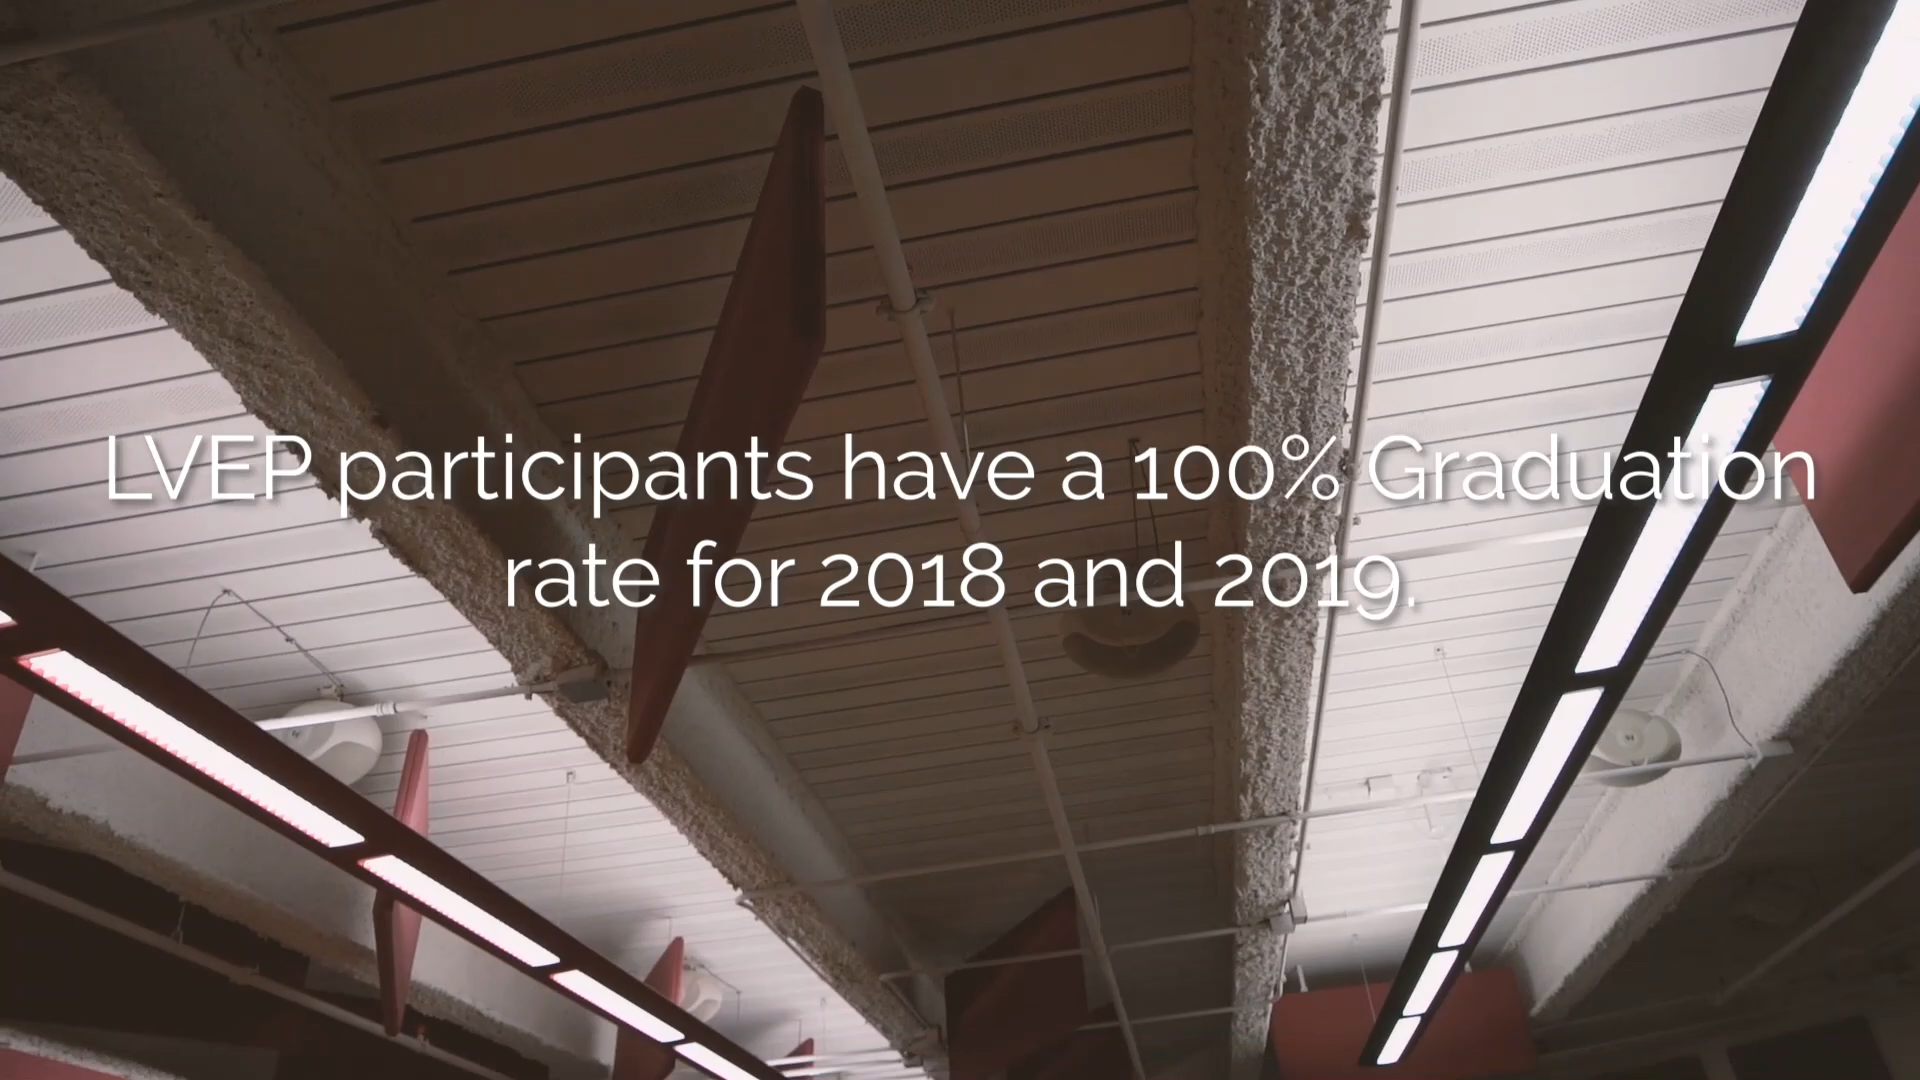 LVEP participants have a 100% Graduation
rate for 2018 and 2019.